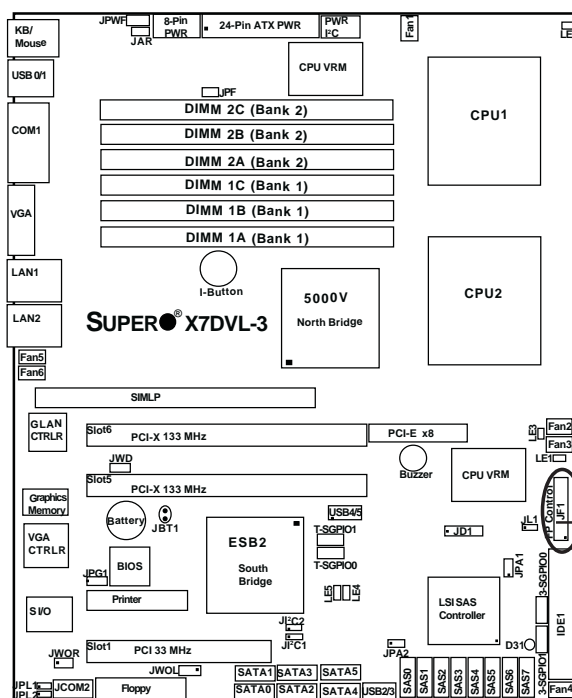 JPWF
8-Pin
PWR
24-Pin ATX PWR
PWR
I²C
Fan1
LE
KB/
Mouse
JAR
CPU VRM
USB 0/1
JPF
CPU1
COM1
DIMM 2C (Bank 2)
DIMM 2B (Bank 2)
DIMM 2A (Bank 2)
DIMM 1C (Bank 1)
DIMM 1B (Bank 1)
DIMM 1A (Bank 1)
VGA
LAN1
I-Button
CPU2
5000V
North Bridge
LAN2
SUPER® X7DVL-3
Fan5
Fan6
SIMLP
GLAN
CTRLR
Slot6
PCI-X 133 MHz
PCI-E x8
LE3
Fan2
Fan3
LE1
JWD
Buzzer
CPU VRM
Slot5
PCI-X 133 MHz
Graphics
Memory
Battery
JBT1
USB4/5
T-SGPIO1
T-SGPIO0
JD1
JL1
FP Control
JF1
VGA
CTRLR
ESB2
South
Bridge
BIOS
JPG1
Printer
LE5
LE4
JPA1
LSI SAS
Controller
3-SGPIO0
3-SGPIO1
IDE1
S I/O
JI²C2
JI²C1
JPA2
D31
Slot1
PCI 33 MHz
JWOR
JWOL
SATA1
SATA3
SATA5
SATA0
SATA2
SATA4
USB2/3
SAS0
SAS1
SAS2
SAS3
SAS4
SAS5
SAS6
SAS7
Fan4
JPL1
JPL2
JCOM2
Floppy